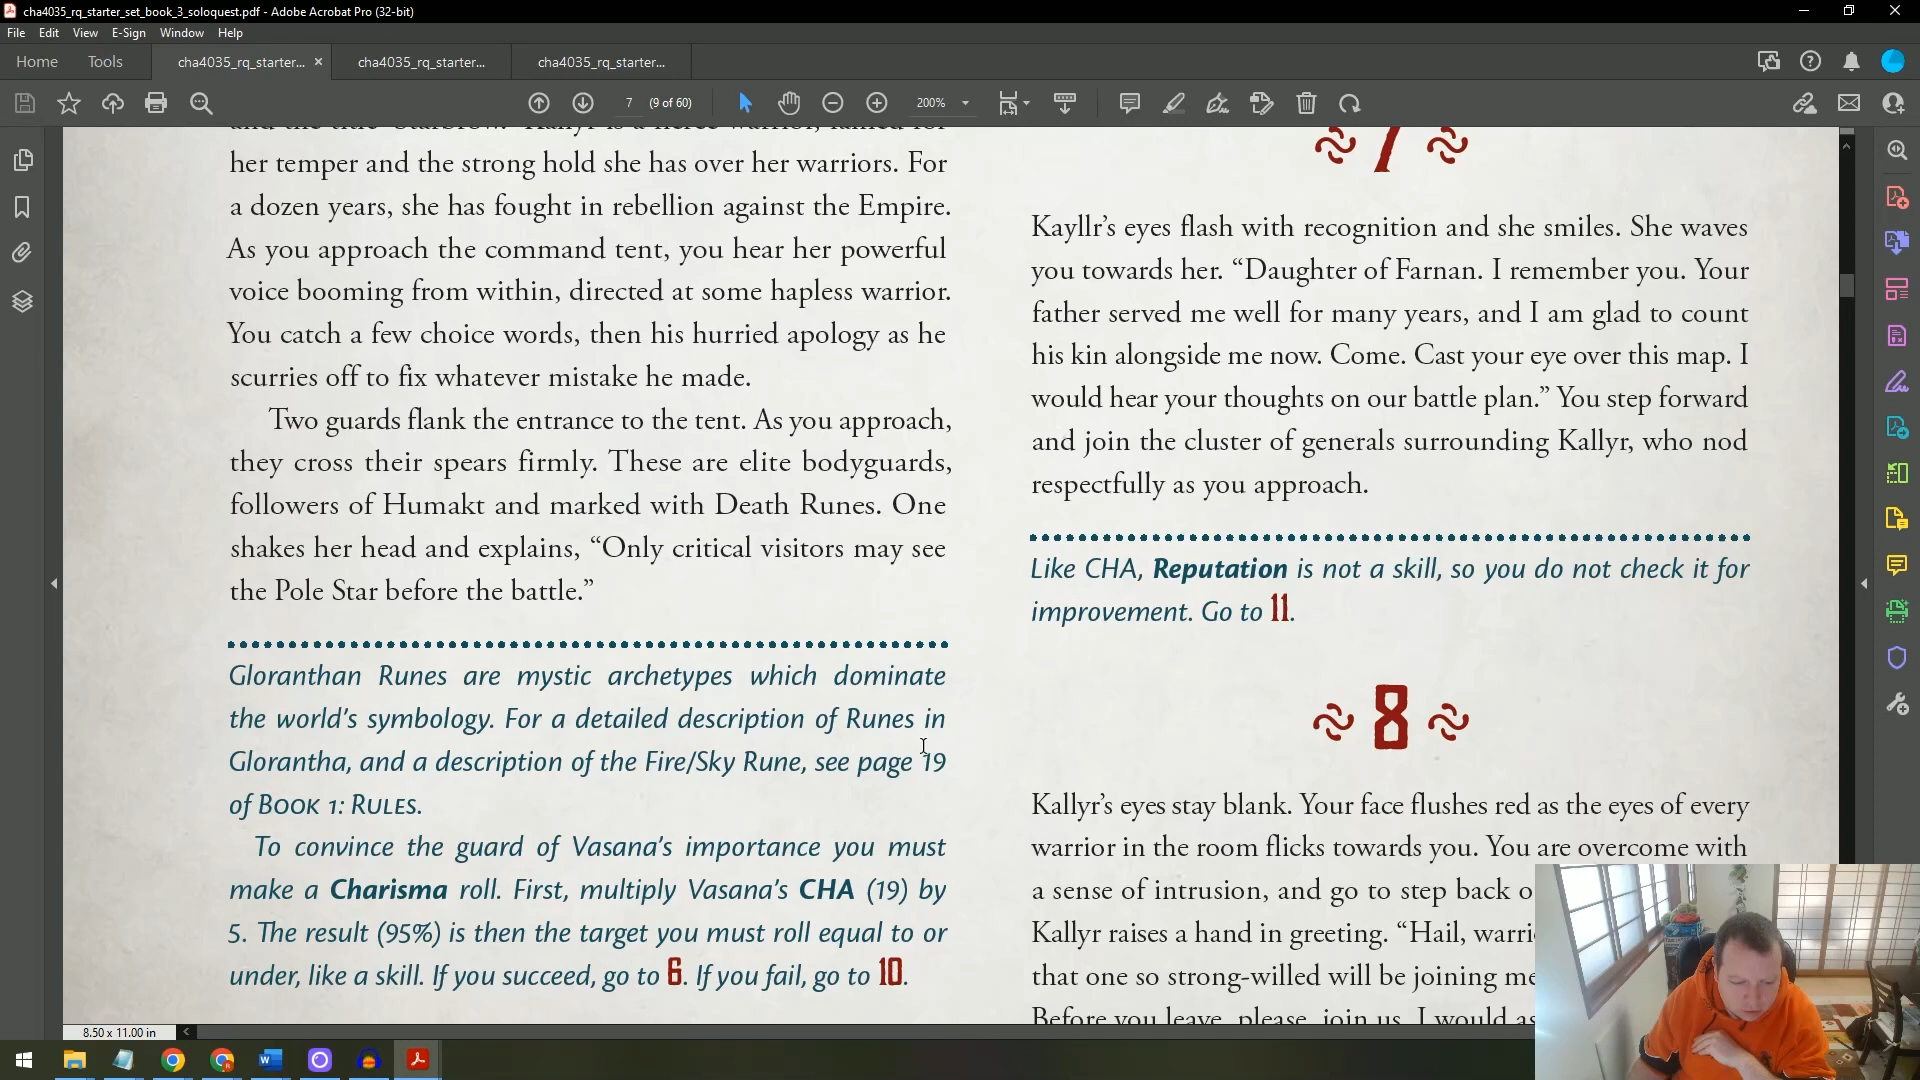 cha4035_rq_starter_set_book_3_soloquest.pdf - Adobe Acrobat Pro (32-bit)
File Edit View E-Sign Window Help
Home Tools cha4035_rq_starter... × cha4035_rq_starter... cha4035_rq_starter...
7 (9 of 60) 200%
her temper and the strong hold she has over her warriors. For
a dozen years, she has fought in rebellion against the Empire.
As you approach the command tent, you hear her powerful
voice booming from within, directed at some hapless warrior.
You catch a few choice words, then his hurried apology as he
scurries off to fix whatever mistake he made.
Two guards flank the entrance to the tent. As you approach,
they cross their spears firmly. These are elite bodyguards,
followers of Humakt and marked with Death Runes. One
shakes her head and explains, “Only critical visitors may see
the Pole Star before the battle.”
Gloranthan Runes are mystic archetypes which dominate
the world’s symbology. For a detailed description of Runes in
Glorantha, and a description of the Fire/Sky Rune, see page 19
of Book 1: Rules.
To convince the guard of Vasana’s importance you must
make a Charisma roll. First, multiply Vasana’s CHA (19) by
5. The result (95%) is then the target you must roll equal to or
under, like a skill. If you succeed, go to 6. If you fail, go to 10.
7
Kayllr’s eyes flash with recognition and she smiles. She waves
you towards her. “Daughter of Farnan. I remember you. Your
father served me well for many years, and I am glad to count
his kin alongside me now. Come. Cast your eye over this map. I
would hear your thoughts on our battle plan.” You step forward
and join the cluster of generals surrounding Kallyr, who nod
respectfully as you approach.
Like CHA, Reputation is not a skill, so you do not check it for
improvement. Go to 11.
8
Kallyr’s eyes stay blank. Your face flushes red as the eyes of every
warrior in the room flicks towards you. You are overcome with
a sense of intrusion, and go to step back
Kallyr raises a hand in greeting. “Hail,
that one so strong-willed will be joining
Before you leave, please, join us. I would
8.50 x 11.00 in